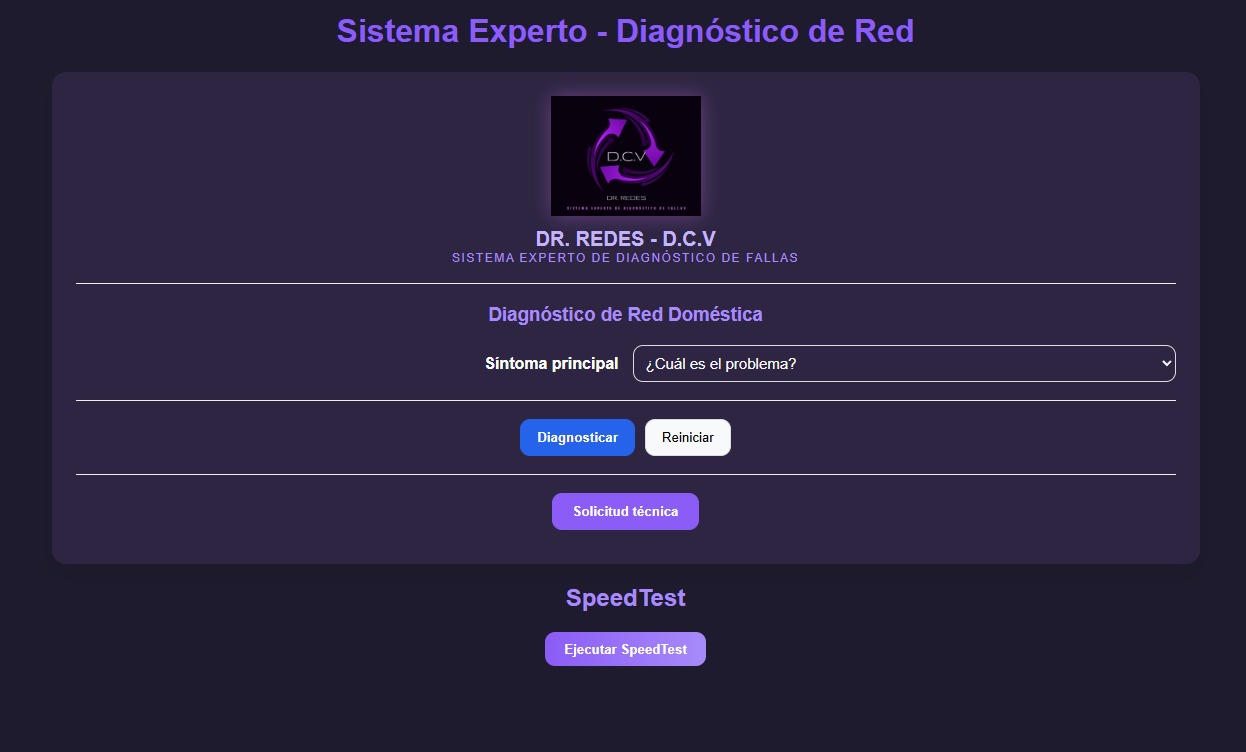 Sistema Experto - Diagnóstico de Red
D.C.V
DR. REDES
SISTEMA EXPERTO DE DIAGNÓSTICO DE FALLAS
DR. REDES - D.C.V
SISTEMA EXPERTO DE DIAGNÓSTICO DE FALLAS
Diagnóstico de Red Doméstica
Síntoma principal ¿Cuál es el problema?
Diagnosticar Reiniciar
Solicitud técnica
SpeedTest
Ejecutar SpeedTest